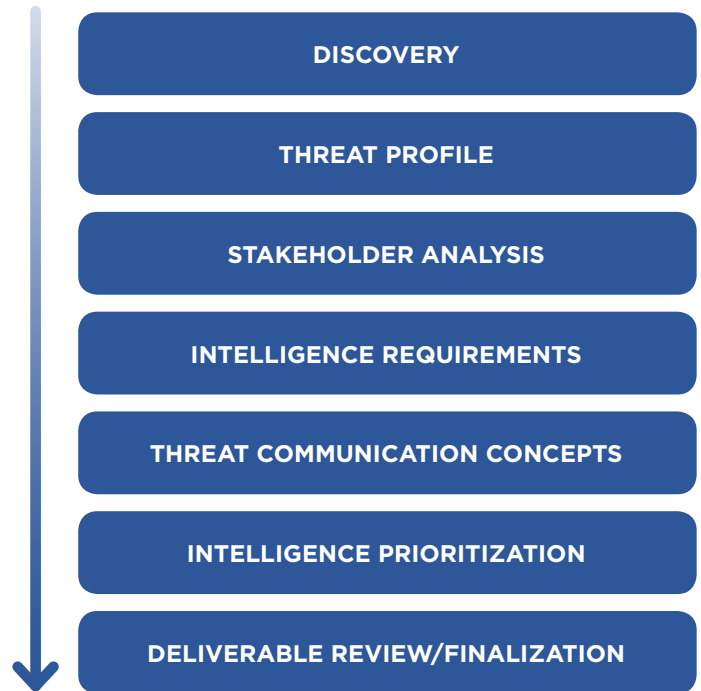 DISCOVERY
THREAT PROFILE
STAKEHOLDER ANALYSIS
INTELLIGENCE REQUIREMENTS
THREAT COMMUNICATION CONCEPTS
INTELLIGENCE PRIORITIZATION
DELIVERABLE REVIEW/FINALIZATION